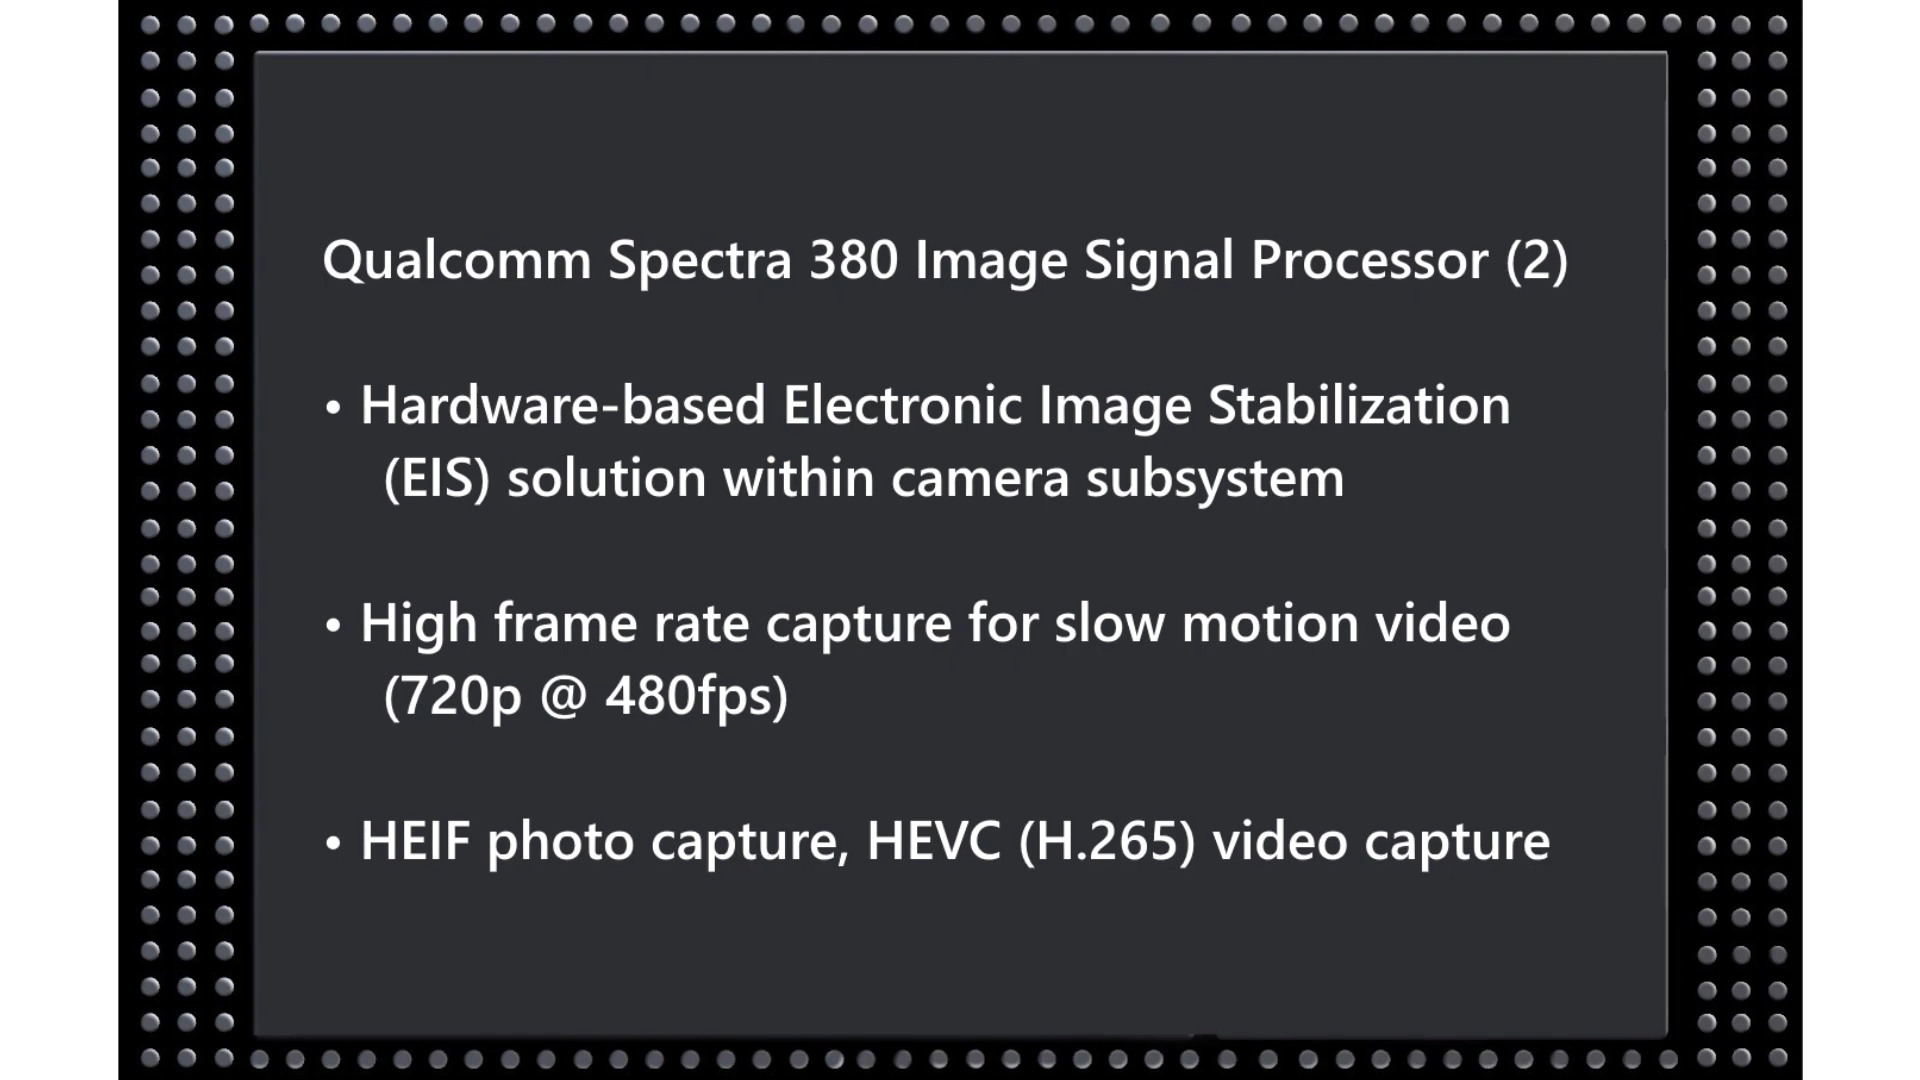 Qualcomm Spectra 380 Image Signal Processor (2)
• Hardware-based Electronic Image Stabilization
(EIS) solution within camera subsystem
• High frame rate capture for slow motion video
(720p @ 480fps)
• HEIF photo capture, HEVC (H.265) video capture